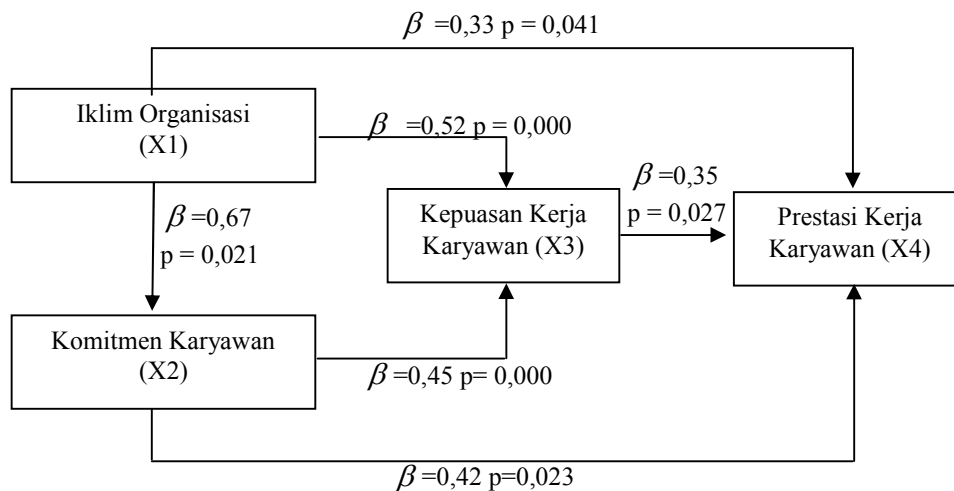 β =0,33 p = 0,041
Iklim Organisasi
(X1)
β =0,52 p = 0,000
β =0,67
p = 0,021
β =0,35
p = 0,027
Kepuasan Kerja
Karyawan (X3)
Prestasi Kerja
Karyawan (X4)
Komitmen Karyawan
(X2)
β =0,45 p= 0,000
β =0,42 p=0,023